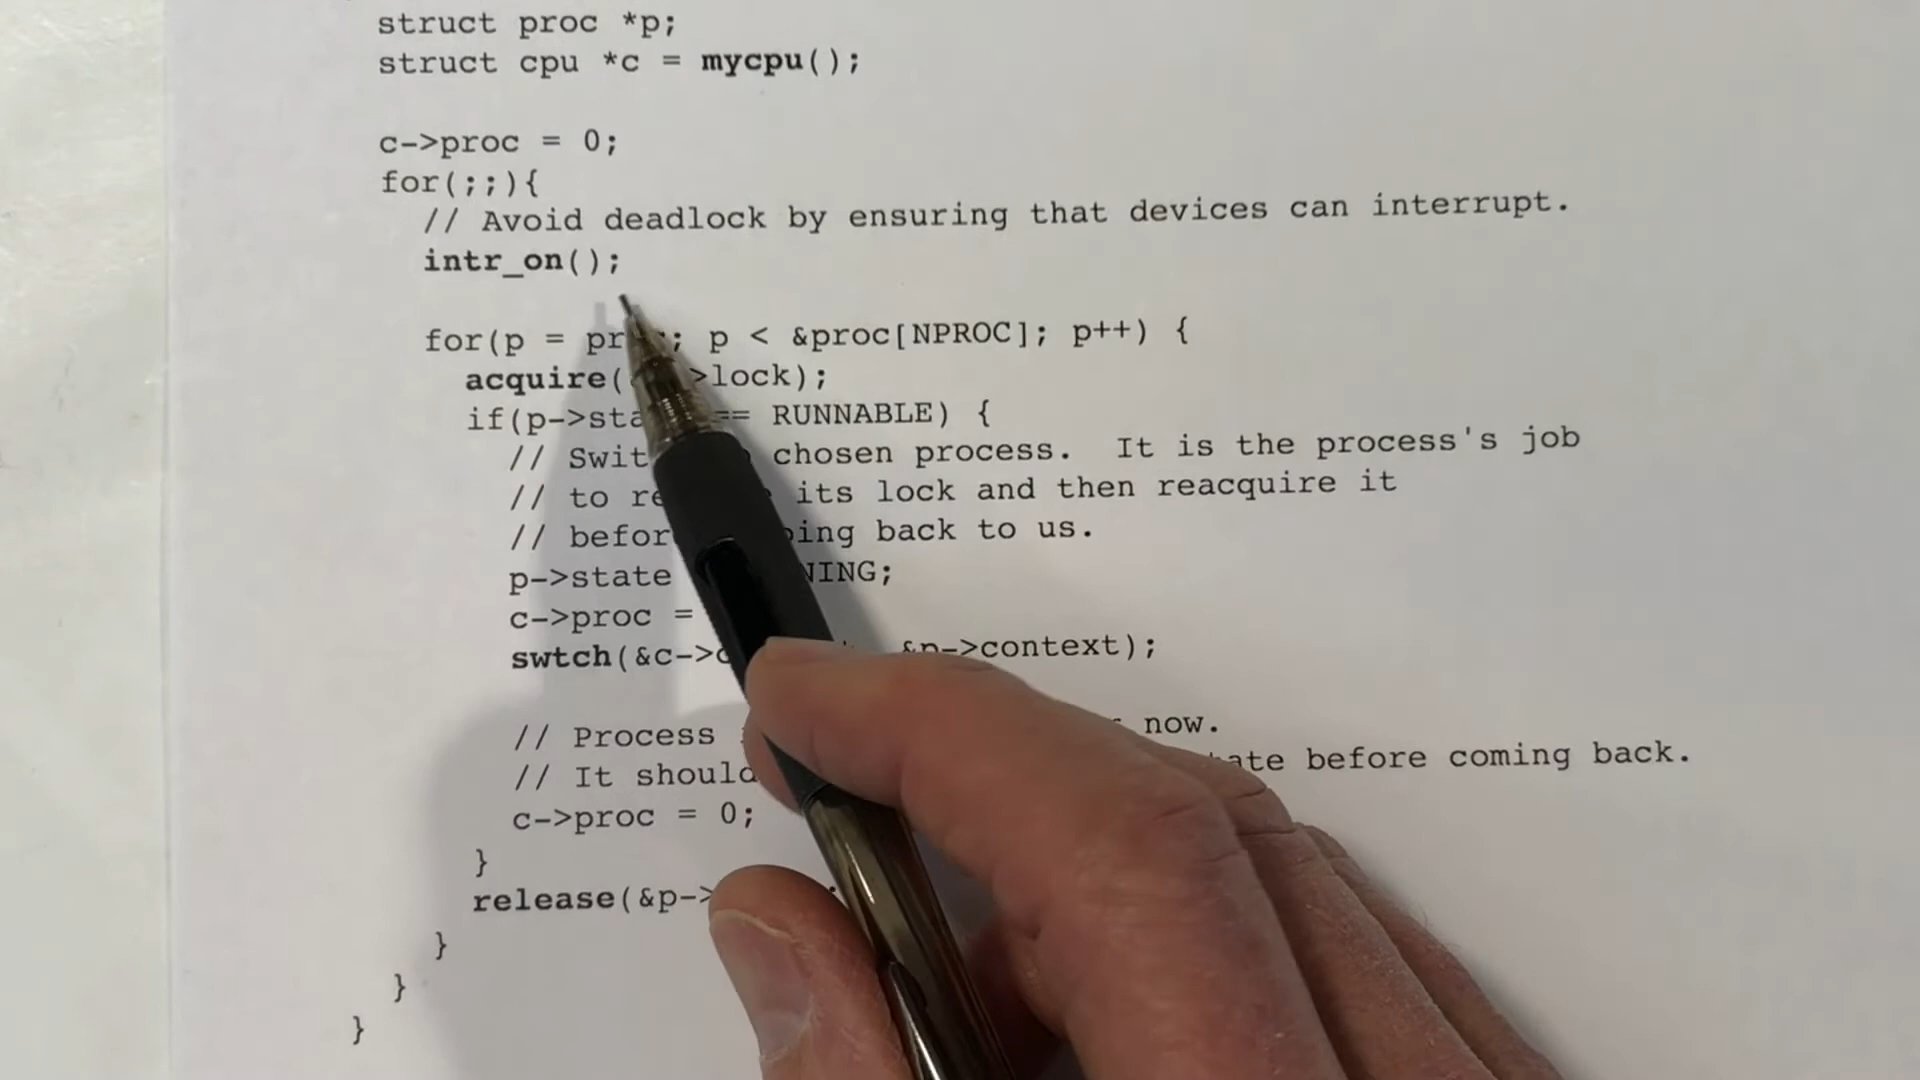 struct proc *p;
struct cpu *c = mycpu();
c->proc = 0;
for(;;){
// Avoid deadlock by ensuring that devices can interrupt.
intr_on();
for(p = pr ; p < &proc[NPROC]; p++) {
acquire( >lock);
if(p->sta == RUNNABLE) {
// Swit chosen process. It is the process's job
// to re its lock and then reacquire it
// befor ing back to us.
p->state NING;
c->proc =
swtch(&c->c &p->context);
// Process now.
// It should ate before coming back.
c->proc = 0;
}
release(&p->
}
}
}